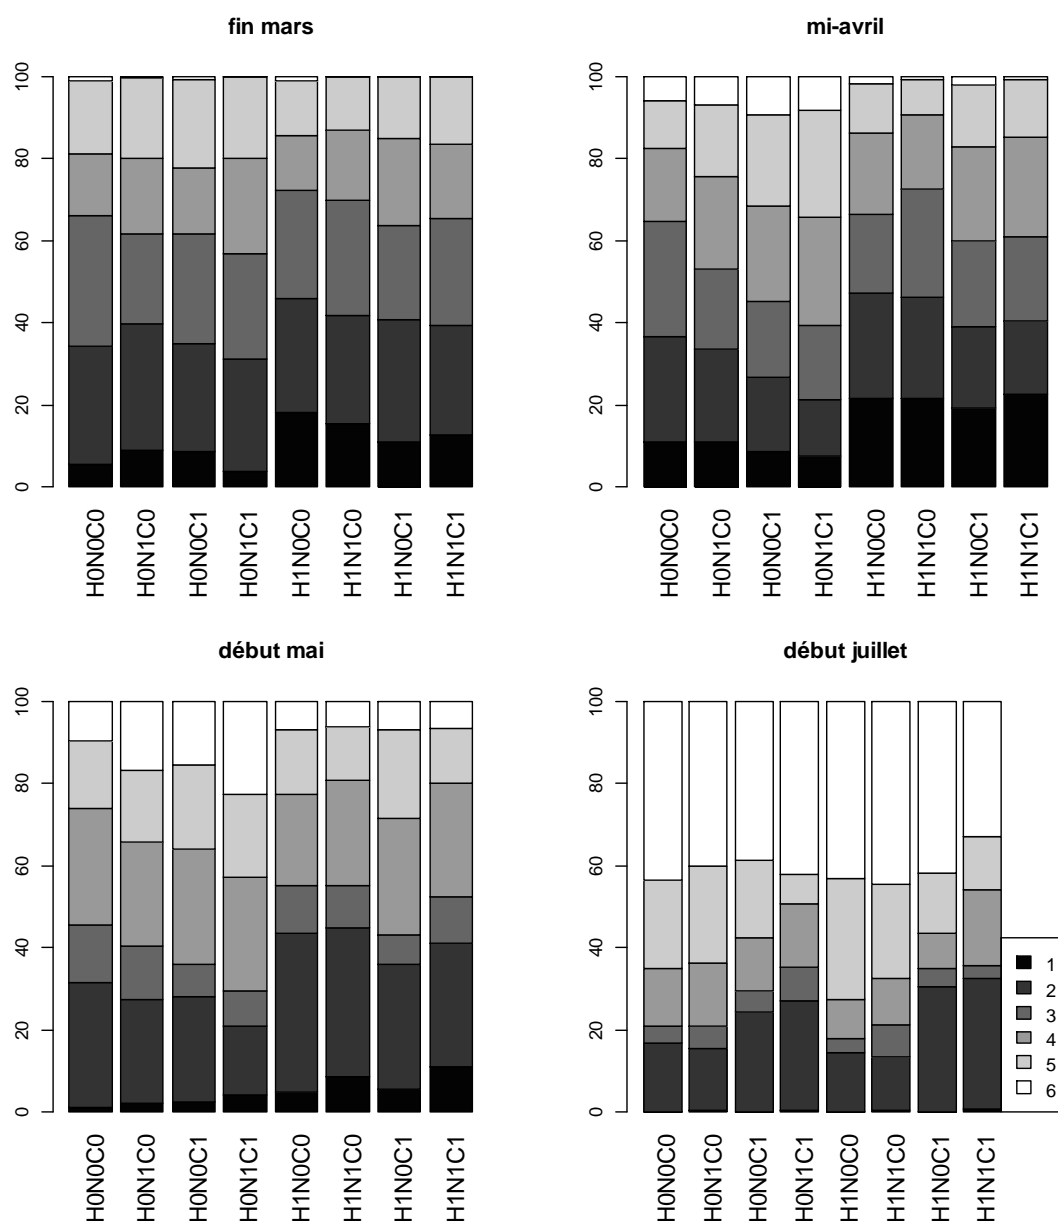 fin mars
100
80
60
40
20
0
H0N0C0
H0N1C0
H0N0C1
H0N1C1
H1N0C0
H1N1C0
H1N0C1
H1N1C1
mi-avril
100
80
60
40
20
0
H0N0C0
H0N1C0
H0N0C1
H0N1C1
H1N0C0
H1N1C0
H1N0C1
H1N1C1
début mai
100
80
60
40
20
0
H0N0C0
H0N1C0
H0N0C1
H0N1C1
H1N0C0
H1N1C0
H1N0C1
H1N1C1
début juillet
100
80
60
40
20
0
H0N0C0
H0N1C0
H0N0C1
H0N1C1
H1N0C0
H1N1C0
H1N0C1
H1N1C1
1
2
3
4
5
6